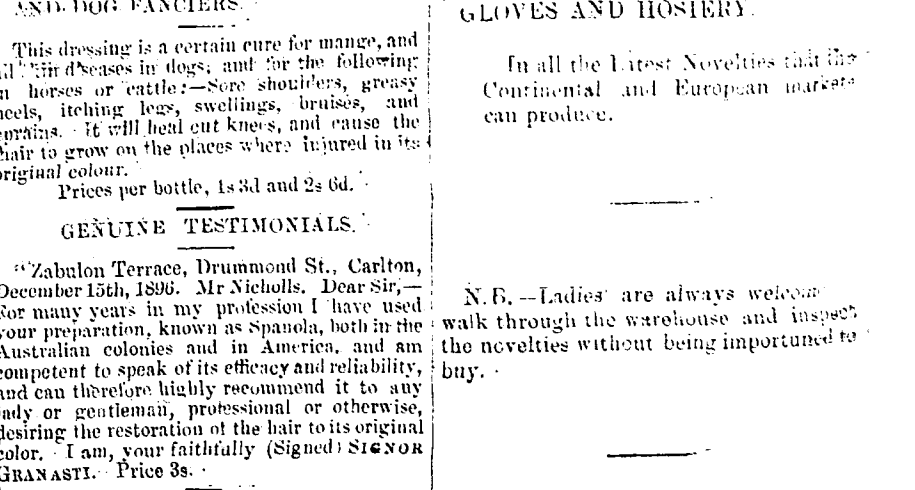 AND DOG FANCIERS.
This dressing is a certain cure for mange, and
skin diseases in dogs; and for the following
in horses or cattle:—Sore shoulders, greasy
heels, itching legs, swellings, bruises, and
sprains. It will heal cut knees, and cause the
hair to grow on the places where injured in its
original colour.
Prices per bottle, 1s 3d and 2s 6d.
GENUINE TESTIMONIALS.
"Zabulon Terrace, Drummond St., Carlton,
December 15th, 1896. Mr Nicholls. Dear Sir,—
For many years in my profession I have used
your preparation, known as Spanola, both in the
Australian colonies and in America, and am
competent to speak of its efficacy and reliability,
and can therefore highly recommend it to any
lady or gentleman, professional or otherwise,
desiring the restoration of the hair to its original
color. I am, your faithfully (Signed) SIGNOR
GRANASTI. Price 3s.
GLOVES AND HOSIERY.
In all the Latest Novelties that the
Continental and European markets
can produce.
N.B.—Ladies are always welcome
walk through the warehouse and inspect
the novelties without being importuned to
buy.